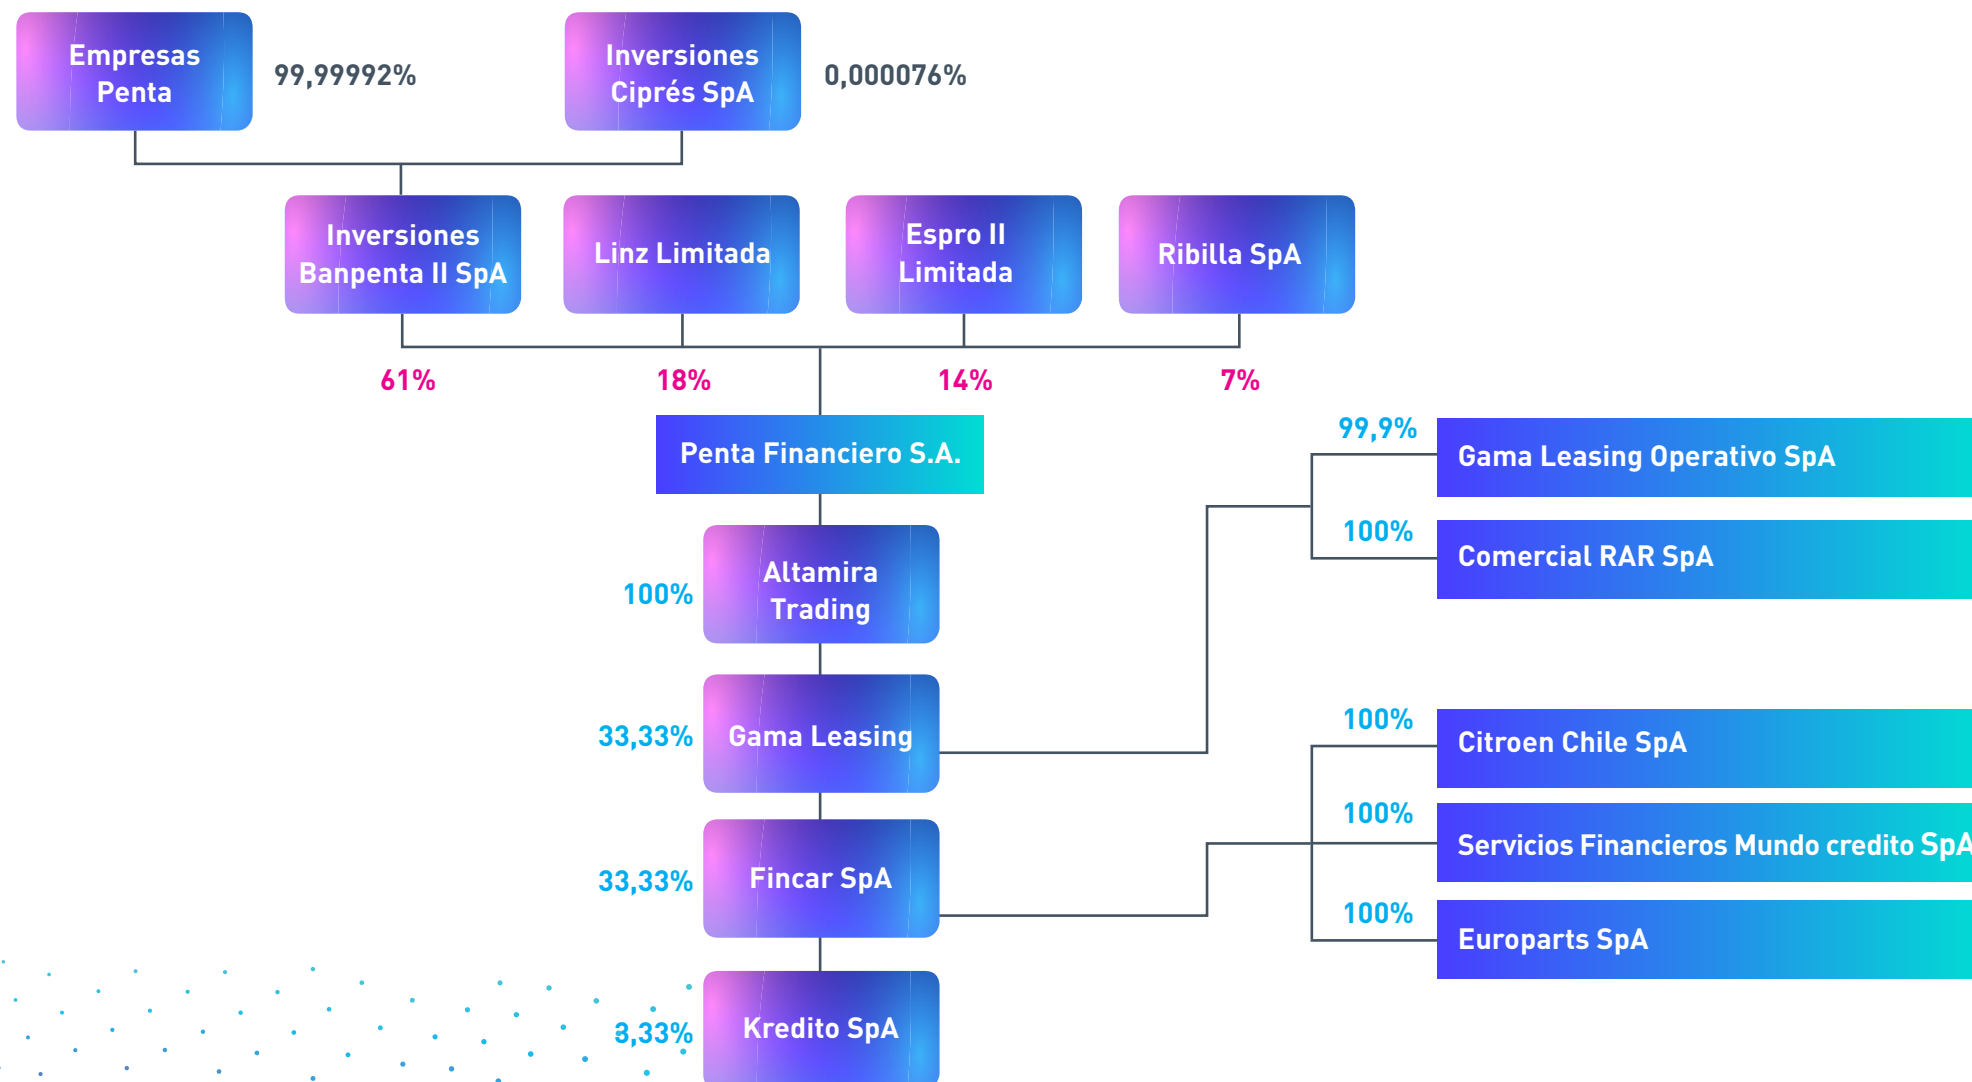 Empresas
Penta
99,99992%
Inversiones
Ciprés SpA
0,000076%
Inversiones
Banpenta II SpA
Linz Limitada
Espro II
Limitada
Ribilla SpA
61%
18%
14%
7%
Penta Financiero S.A.
99,9%
Gama Leasing Operativo SpA
100%
Comercial RAR SpA
100%
Altamira
Trading
33,33%
Gama Leasing
100%
Citroen Chile SpA
100%
Servicios Financieros Mundo credito SpA
33,33%
Fincar SpA
100%
Europarts SpA
3,33%
Kredito SpA